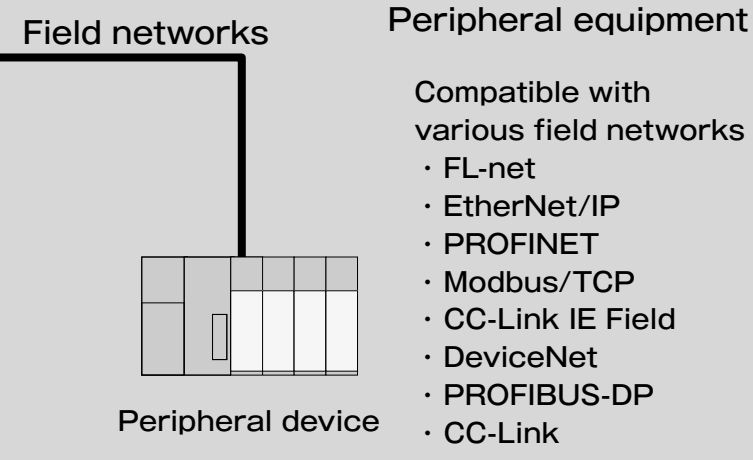 Field networks
Peripheral equipment
Compatible with
various field networks
・FL-net
・EtherNet/IP
・PROFINET
・Modbus/TCP
・CC-Link IE Field
・DeviceNet
・PROFIBUS-DP
・CC-Link
Peripheral device